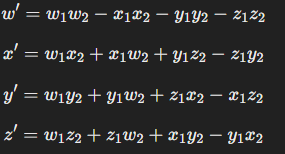 w′ = w₁w₂ − x₁x₂ − y₁y₂ − z₁z₂
x′ = w₁x₂ + x₁w₂ + y₁z₂ − z₁y₂
y′ = w₁y₂ + y₁w₂ + z₁x₂ − x₁z₂
z′ = w₁z₂ + z₁w₂ + x₁y₂ − y₁x₂